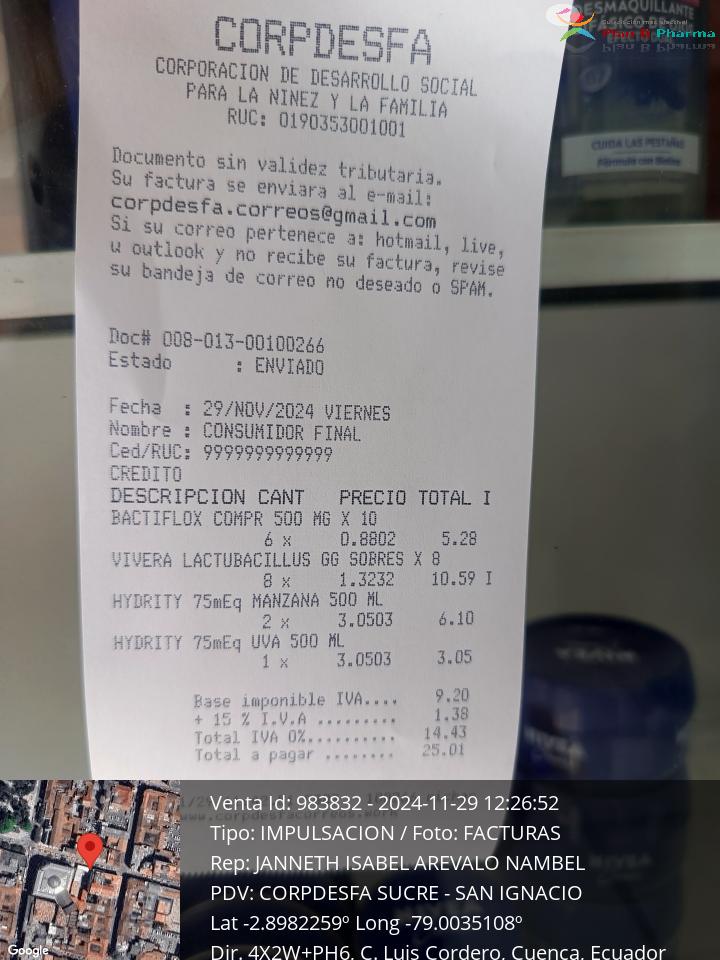 CORPDESFA
CORPORACION DE DESARROLLO SOCIAL
PARA LA NINEZ Y LA FAMILIA
RUC: 0190353001001
Documento sin validez tributaria.
Su factura se enviara al e-mail:
corpdesfa.correos@gmail.com
Si su correo pertenece a: hotmail, live,
u outlook y no recibe su factura, revise
su bandeja de correo no deseado o SPAM.
Doc# 008-013-00100266
Estado : ENVIADO
Fecha : 29/NOV/2024 VIERNES
Nombre : CONSUMIDOR FINAL
Ced/RUC: 9999999999999
CREDITO
DESCRIPCION CANT PRECIO TOTAL I
BACTIFLOX COMPR 500 MG X 10
6 x 0.8802 5.28
VIVERA LACTUBACILLUS GG SOBRES X 8
8 x 1.3232 10.59 I
HYDRITY 75mEq MANZANA 500 ML
2 x 3.0503 6.10
HYDRITY 75mEq UVA 500 ML
1 x 3.0503 3.05
Base imponible IVA.... 9.20
+ 15 % I.V.A ......... 1.38
Total IVA 0%.......... 14.43
Total a pagar ........ 25.01
www.corpdesfacorreos.work
DESMAQUILLANTE
CUIDA LAS PESTAÑAS
NIVEA
Venta Id: 983832 - 2024-11-29 12:26:52
Tipo: IMPULSACION / Foto: FACTURAS
Rep: JANNETH ISABEL AREVALO NAMBEL
PDV: CORPDESFA SUCRE - SAN IGNACIO
Lat -2.8982259º Long -79.0035108º
Dir. 4X2W+PH6, C. Luis Cordero, Cuenca, Ecuador
Google